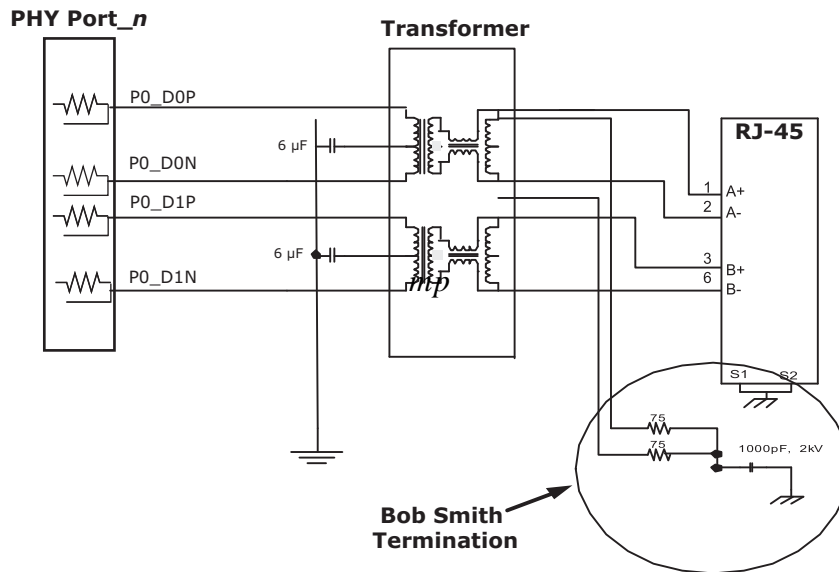 PHY Port_n
Transformer
P0_D0P
6 µF
P0_D0N
P0_D1P
6 µF
P0_D1N
mp
RJ-45
1 A+
2 A-
3 B+
6 B-
S1 S2
75
75
1000pF, 2kV
Bob Smith
Termination